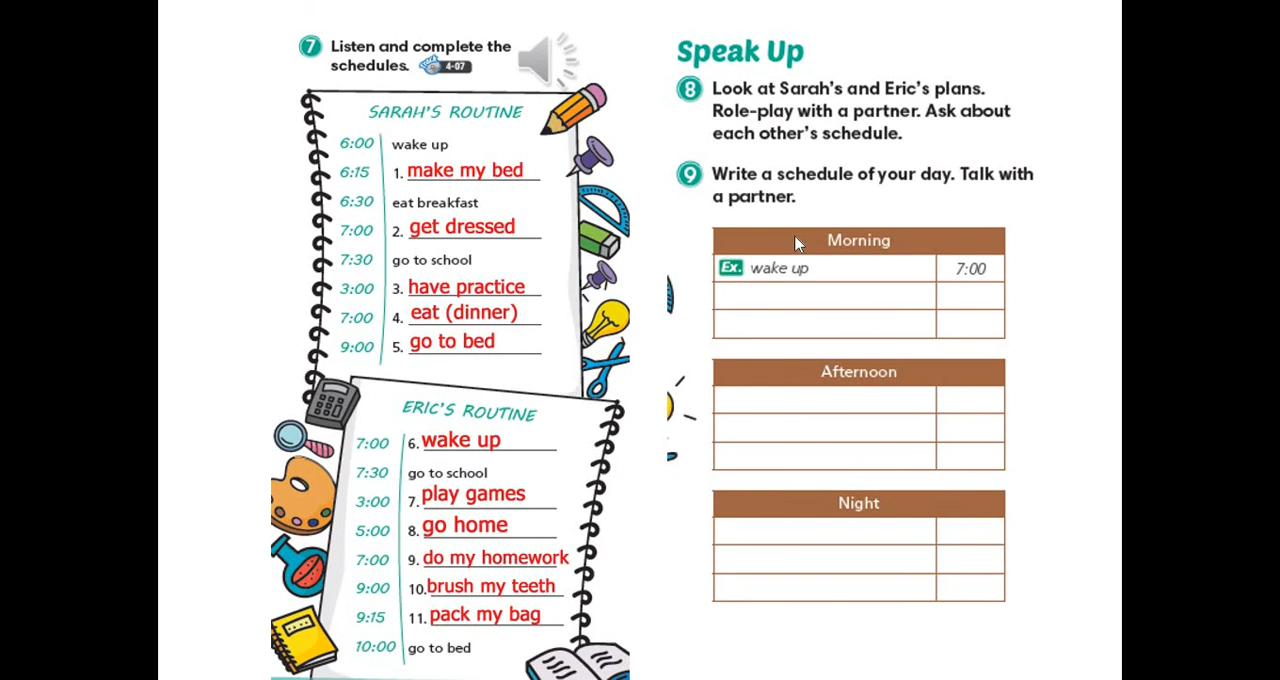 7 Listen and complete the
schedules. 4-07
SARAH'S ROUTINE
6:00 wake up
6:15 1. make my bed
6:30 eat breakfast
7:00 2. get dressed
7:30 go to school
3:00 3. have practice
7:00 4. eat (dinner)
9:00 5. go to bed
ERIC'S ROUTINE
7:00 6. wake up
7:30 go to school
3:00 7. play games
5:00 8. go home
7:00 9. do my homework
9:00 10. brush my teeth
9:15 11. pack my bag
10:00 go to bed
Speak Up
8 Look at Sarah's and Eric's plans.
Role-play with a partner. Ask about
each other's schedule.
9 Write a schedule of your day. Talk with
a partner.
Morning
Ex. wake up 7:00
Afternoon
Night